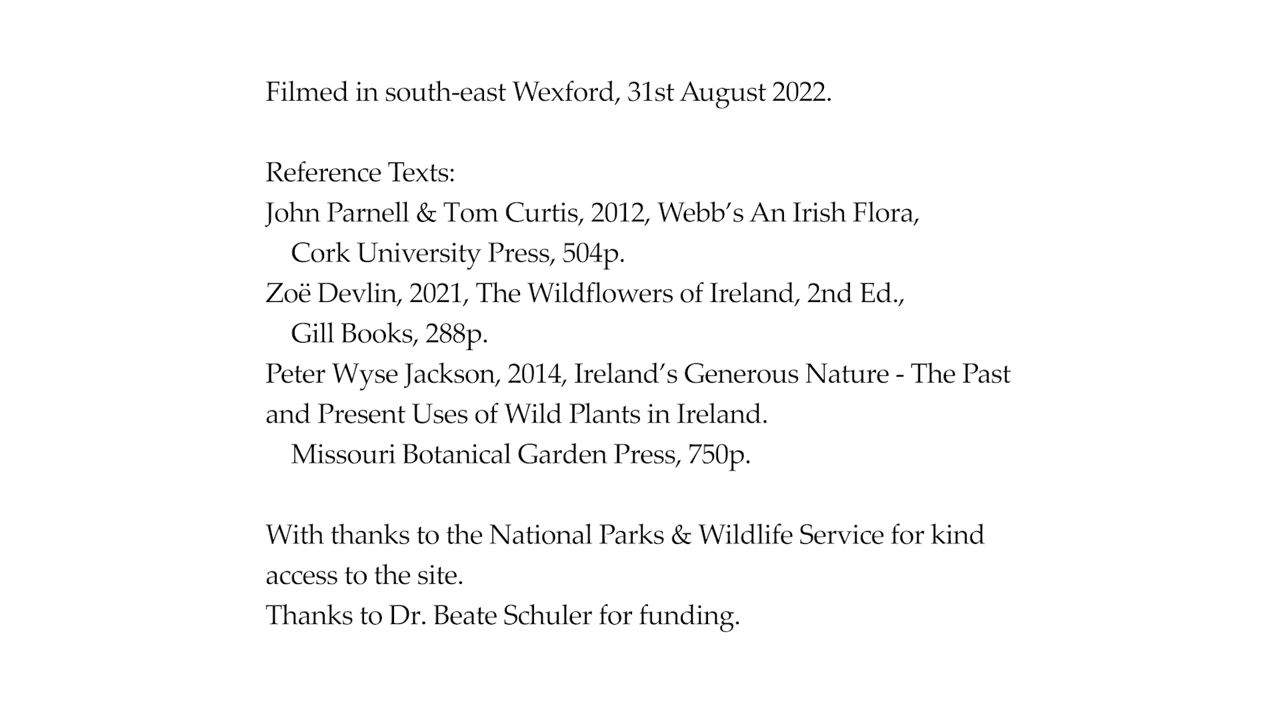 Filmed in south-east Wexford, 31st August 2022.
Reference Texts:
John Parnell & Tom Curtis, 2012, Webb’s An Irish Flora,
Cork University Press, 504p.
Zoë Devlin, 2021, The Wildflowers of Ireland, 2nd Ed.,
Gill Books, 288p.
Peter Wyse Jackson, 2014, Ireland’s Generous Nature - The Past
and Present Uses of Wild Plants in Ireland.
Missouri Botanical Garden Press, 750p.
With thanks to the National Parks & Wildlife Service for kind
access to the site.
Thanks to Dr. Beate Schuler for funding.